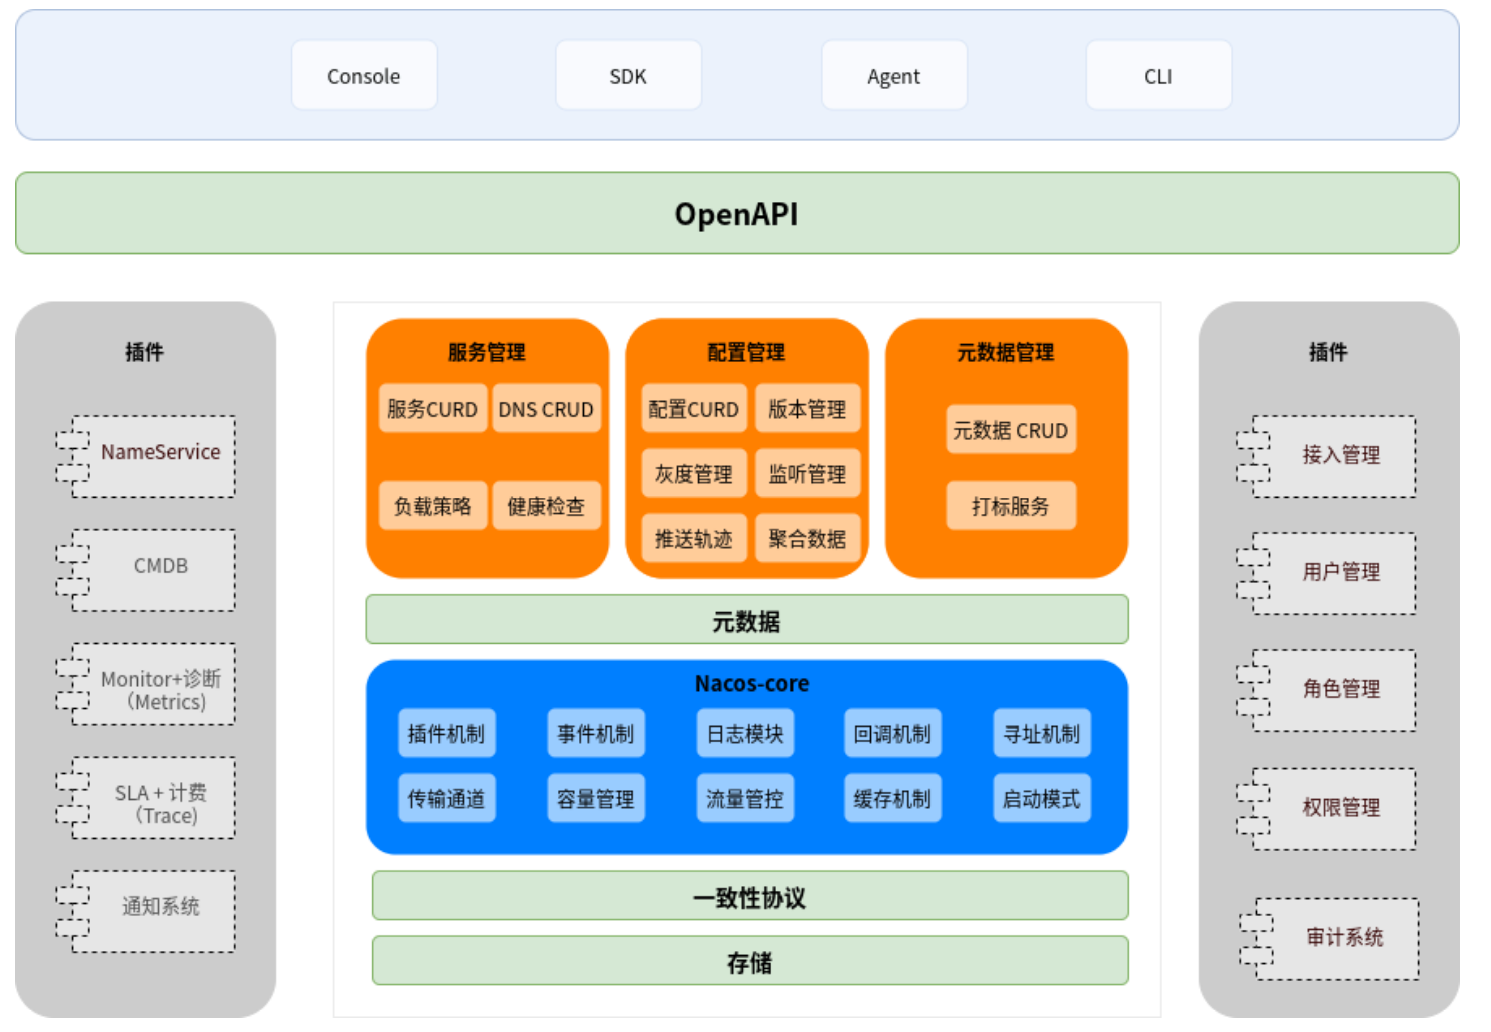 Console
SDK
Agent
CLI
OpenAPI
插件
NameService
CMDB
Monitor+诊断
（Metrics)
SLA + 计费
（Trace)
通知系统
服务管理
服务CURD
DNS CRUD
负载策略
健康检查
配置管理
配置CURD
版本管理
灰度管理
监听管理
推送轨迹
聚合数据
元数据管理
元数据 CRUD
打标服务
元数据
Nacos-core
插件机制
事件机制
日志模块
回调机制
寻址机制
传输通道
容量管理
流量管控
缓存机制
启动模式
一致性协议
存储
插件
接入管理
用户管理
角色管理
权限管理
审计系统